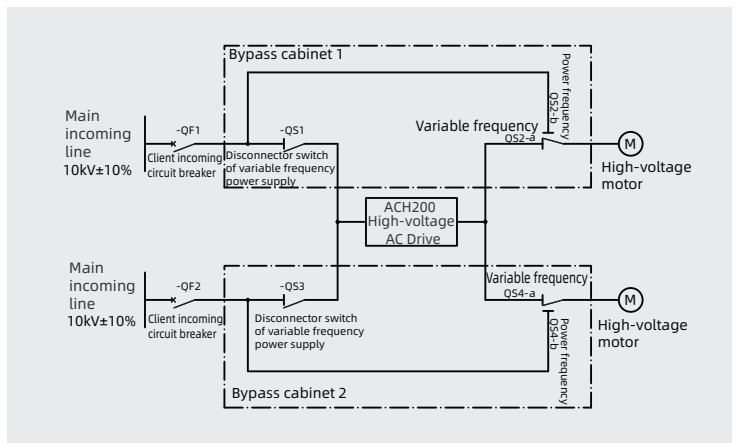 Bypass cabinet 1
Power frequency
QS2-b
Main
incoming
line
10kV±10%
-QF1
Client incoming
circuit breaker
-QS1
Disconnector switch
of variable frequency
power supply
Variable frequency
QS2-a
M
High-voltage
motor
ACH200
High-voltage
AC Drive
Main
incoming
line
10kV±10%
-QF2
Client incoming
circuit breaker
-QS3
Disconnector switch
of variable frequency
power supply
Variable frequency
QS4-a
M
High-voltage
motor
Power frequency
QS4-b
Bypass cabinet 2